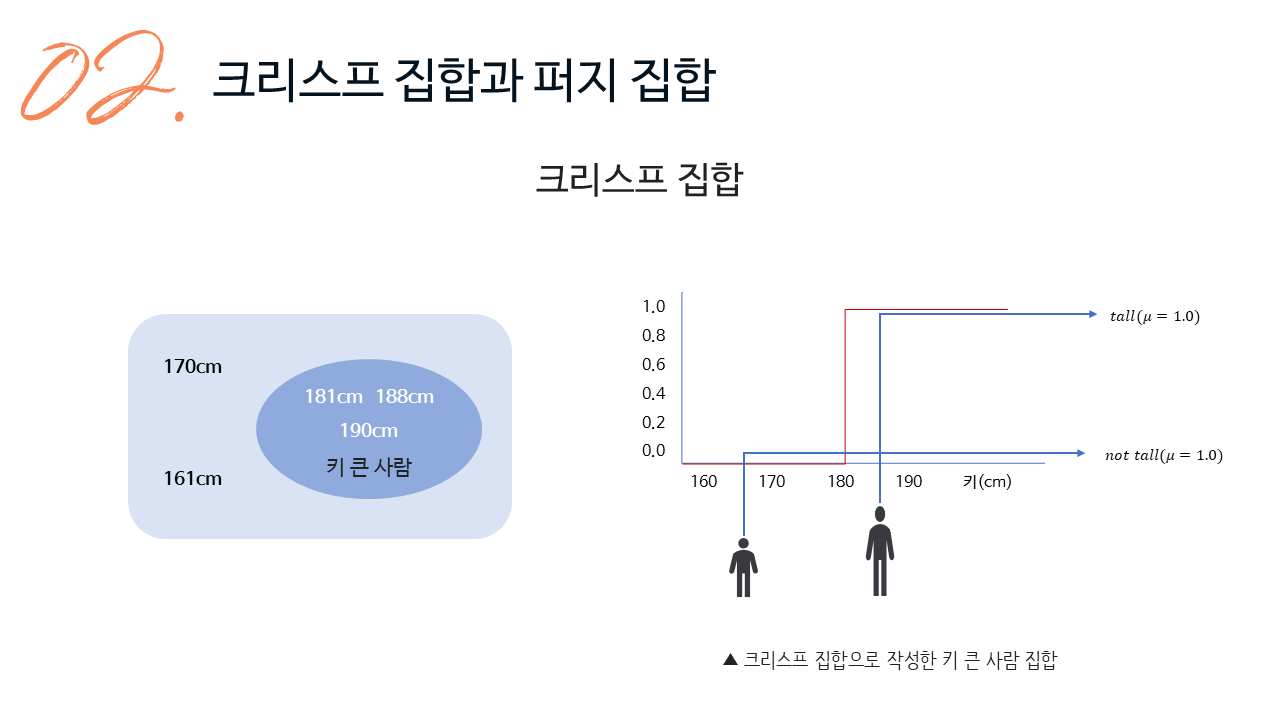 02.
크리스프 집합과 퍼지 집합
크리스프 집합
170cm
181cm 188cm
190cm
키 큰 사람
161cm
1.0
0.8
0.6
0.4
0.2
0.0
160 170 180 190 키(cm)
tall(μ = 1.0)
not tall(μ = 1.0)
▲ 크리스프 집합으로 작성한 키 큰 사람 집합